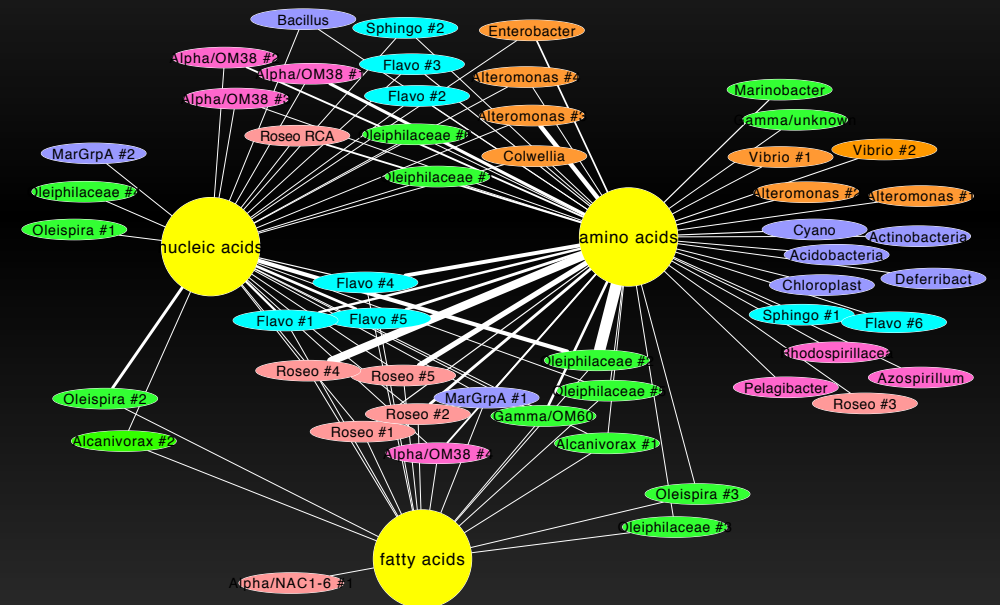 Bacillus
Sphingo #2
Enterobacter
Alpha/OM38 #2
Flavo #3
Alpha/OM38 #1
Alteromonas #4
Marinobacter
Alpha/OM38 #3
Flavo #2
Alteromonas #3
Gamma/unknown
Roseo RCA
Oleiphilaceae
MarGrpA #2
Colwellia
Vibrio #1
Vibrio #2
Oleiphilaceae
Oleiphilaceae
Alteromonas #2
Alteromonas #1
Oleispira #1
Cyano
Actinobacteria
nucleic acids
amino acids
Acidobacteria
Flavo #4
Chloroplast
Deferribact
Flavo #1
Flavo #5
Sphingo #1
Flavo #6
Rhodospirillaceae
Oleiphilaceae
Roseo #4
Roseo #5
Azospirillum
Pelagibacter
Oleispira #2
MarGrpA #1
Oleiphilaceae
Roseo #3
Roseo #2
Gamma/OM60
Roseo #1
Alcanivorax #2
Alcanivorax #1
Alpha/OM38 #4
Oleispira #3
Oleiphilaceae #3
fatty acids
Alpha/NAC1-6 #1